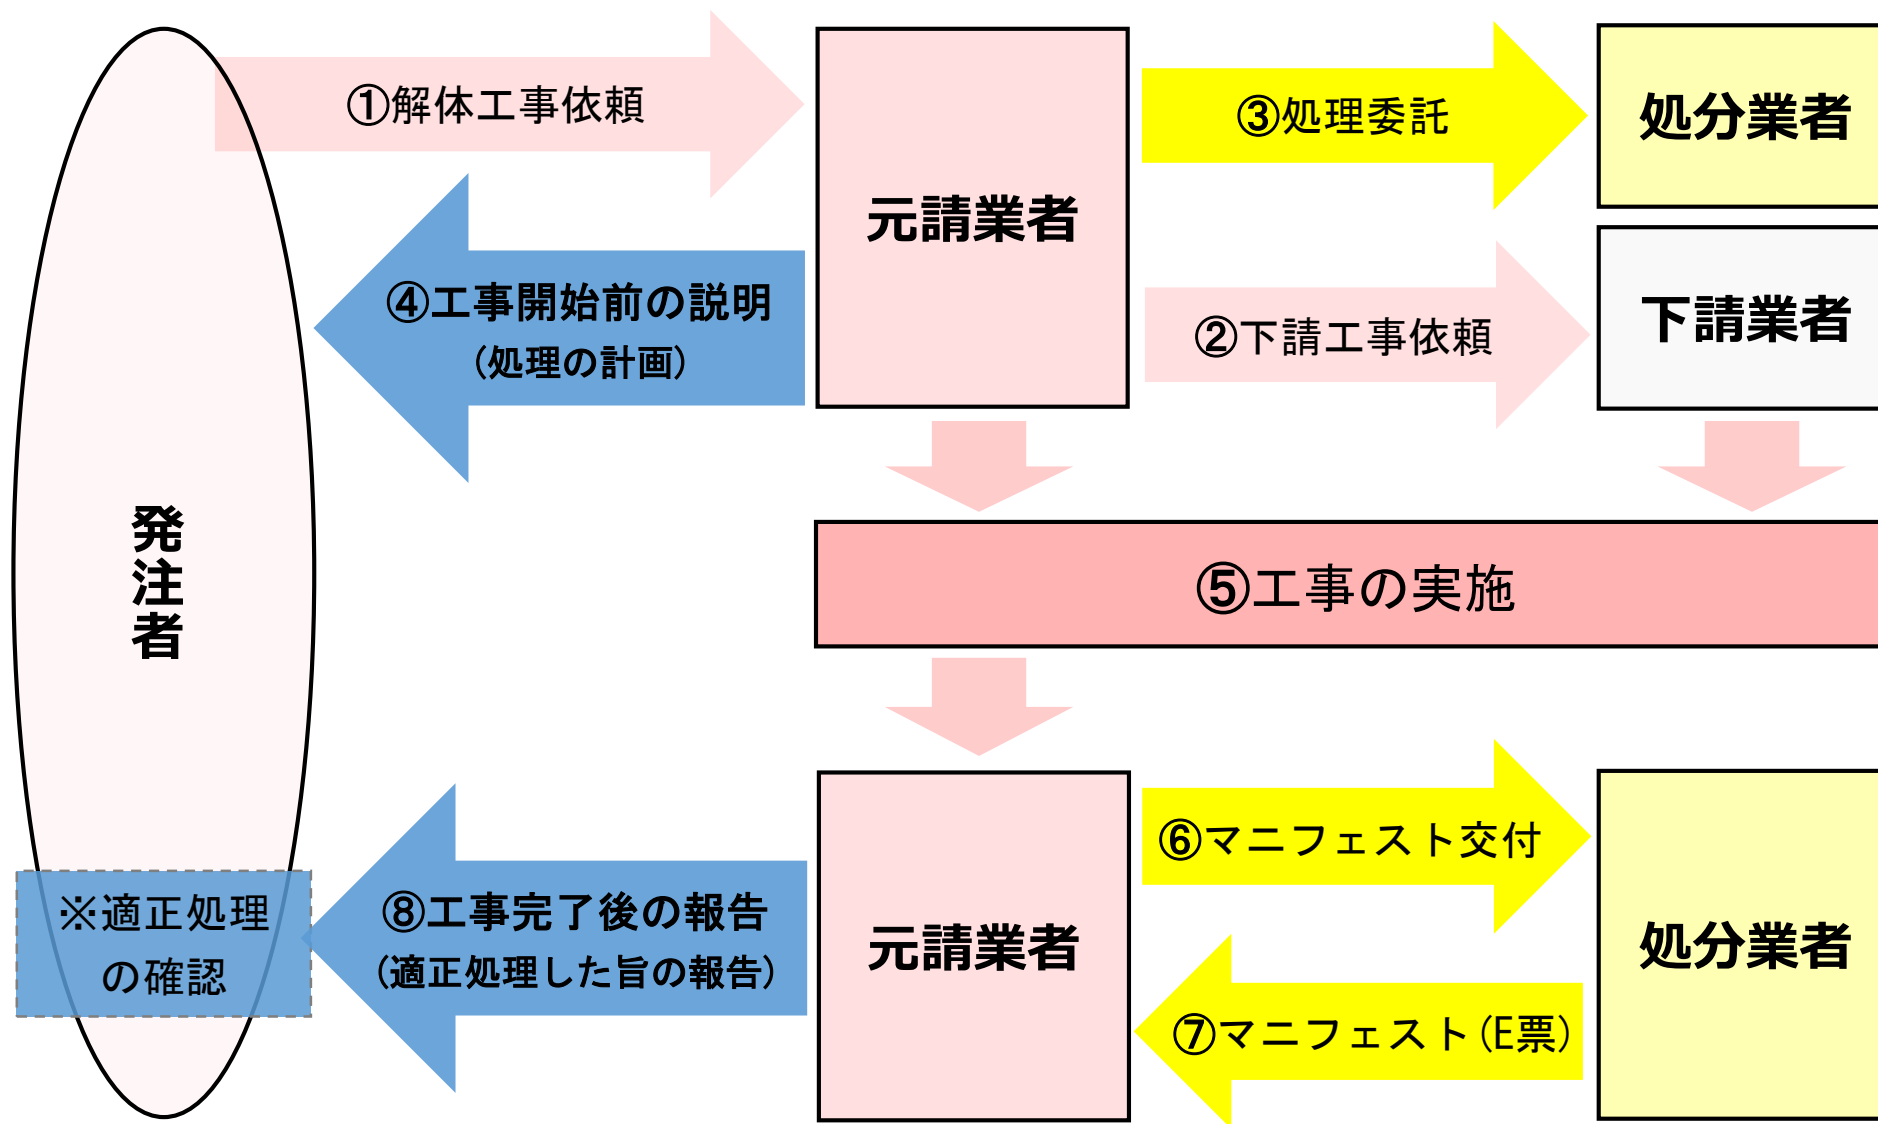 ①解体工事依頼
元請業者
③処理委託
処分業者
④工事開始前の説明
(処理の計画)
②下請工事依頼
下請業者
発注者
⑤工事の実施
⑥マニフェスト交付
※適正処理
の確認
⑧工事完了後の報告
(適正処理した旨の報告)
元請業者
処分業者
⑦マニフェスト(E票)